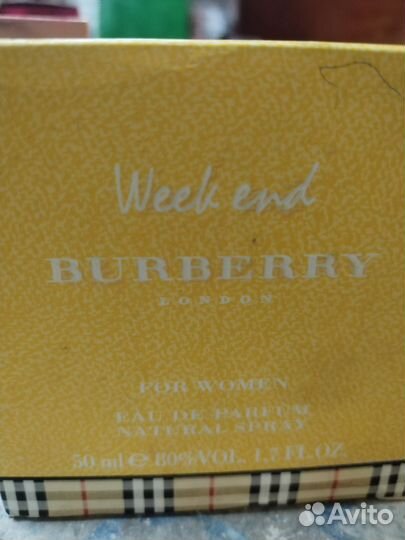 Week end
BURBERRY
LONDON
FOR WOMEN
EAU DE PARFUM
NATURAL SPRAY
50 ml e 80%VOL. 1.7 FL.OZ.
Avito